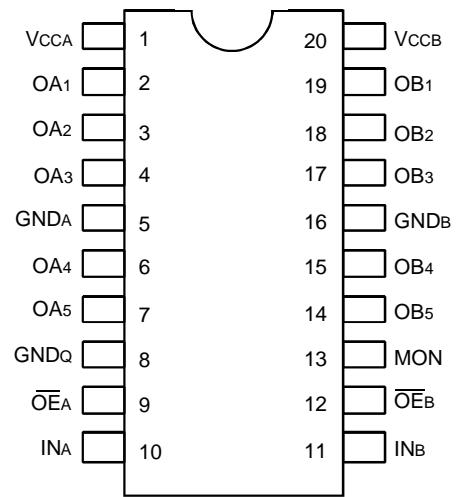 VCCA 1 20 VCCB
OA1 2 19 OB1
OA2 3 18 OB2
OA3 4 17 OB3
GNDA 5 16 GNDB
OA4 6 15 OB4
OA5 7 14 OB5
GNDQ 8 13 MON
O̅E̅A 9 12 O̅E̅B
INA 10 11 INB